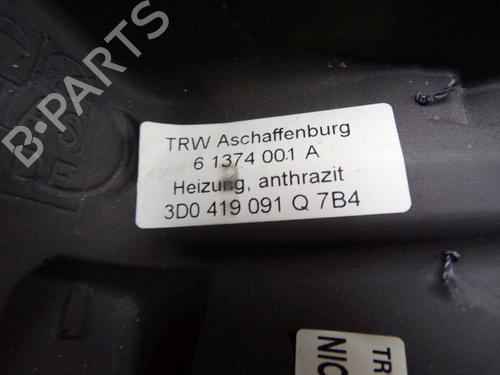 B-PARTS
TRW Aschaffenburg
6 1374 001 A
Heizung, anthrazit
3D0 419 091 Q 7B4
TR
NIC